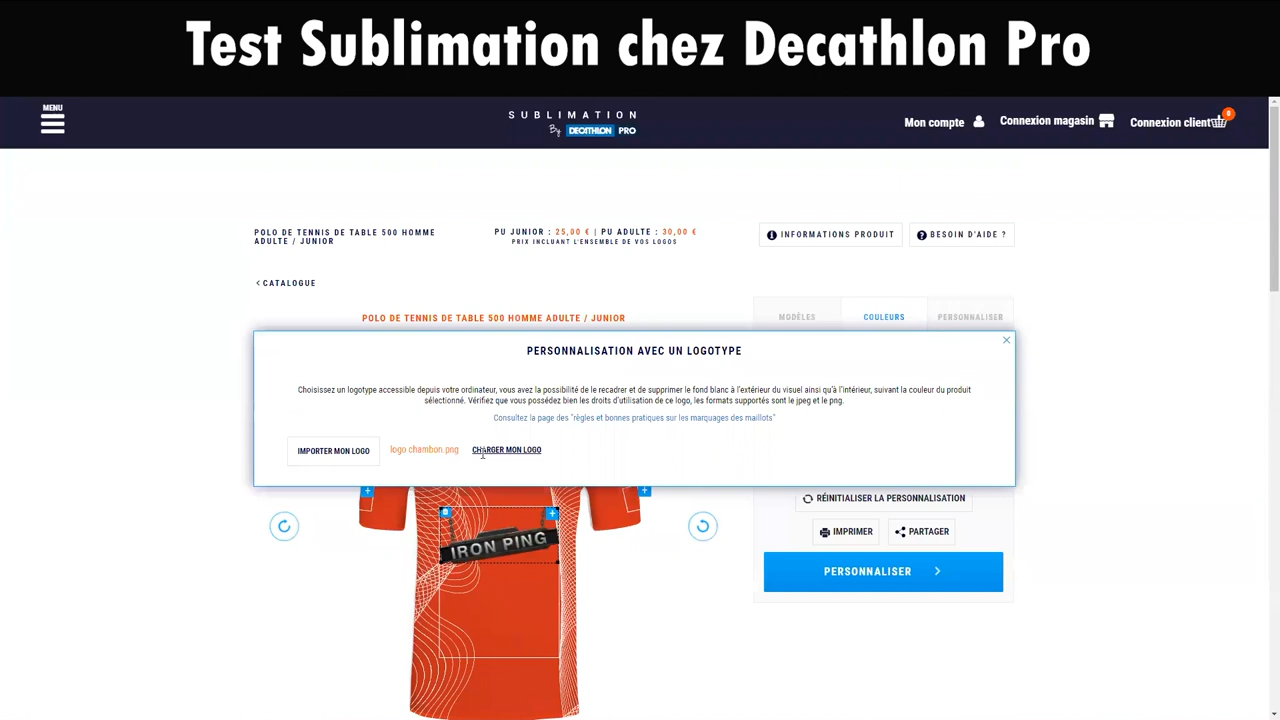 Test Sublimation chez Decathlon Pro
MENU
SUBLIMATION
By DECATHLON PRO
Mon compte
Connexion magasin
Connexion client
0
POLO DE TENNIS DE TABLE 500 HOMME
ADULTE / JUNIOR
PU JUNIOR : 25,00 € | PU ADULTE : 30,00 €
PRIX INCLUANT L'ENSEMBLE DE VOS LOGOS
INFORMATIONS PRODUIT
BESOIN D'AIDE ?
< CATALOGUE
POLO DE TENNIS DE TABLE 500 HOMME ADULTE / JUNIOR
MODÈLES
COULEURS
PERSONALISER
PERSONNALISATION AVEC UN LOGOTYPE
Choisissez un logotype accessible depuis votre ordinateur, vous avez la possibilité de le recadrer et de supprimer le fond blanc à l'extérieur du visuel ainsi qu'à l'intérieur, suivant la couleur du produit
sélectionné. Vérifiez que vous possédez bien les droits d'utilisation de ce logo, les formats supportés sont le jpeg et le png.
Consultez la page des "règles et bonnes pratiques sur les marquages des maillots"
IMPORTER MON LOGO
logo chambon.png
CHARGER MON LOGO
RÉINITIALISER LA PERSONNALISATION
IMPRIMER
PARTAGER
IRON PING
PERSONNALISER